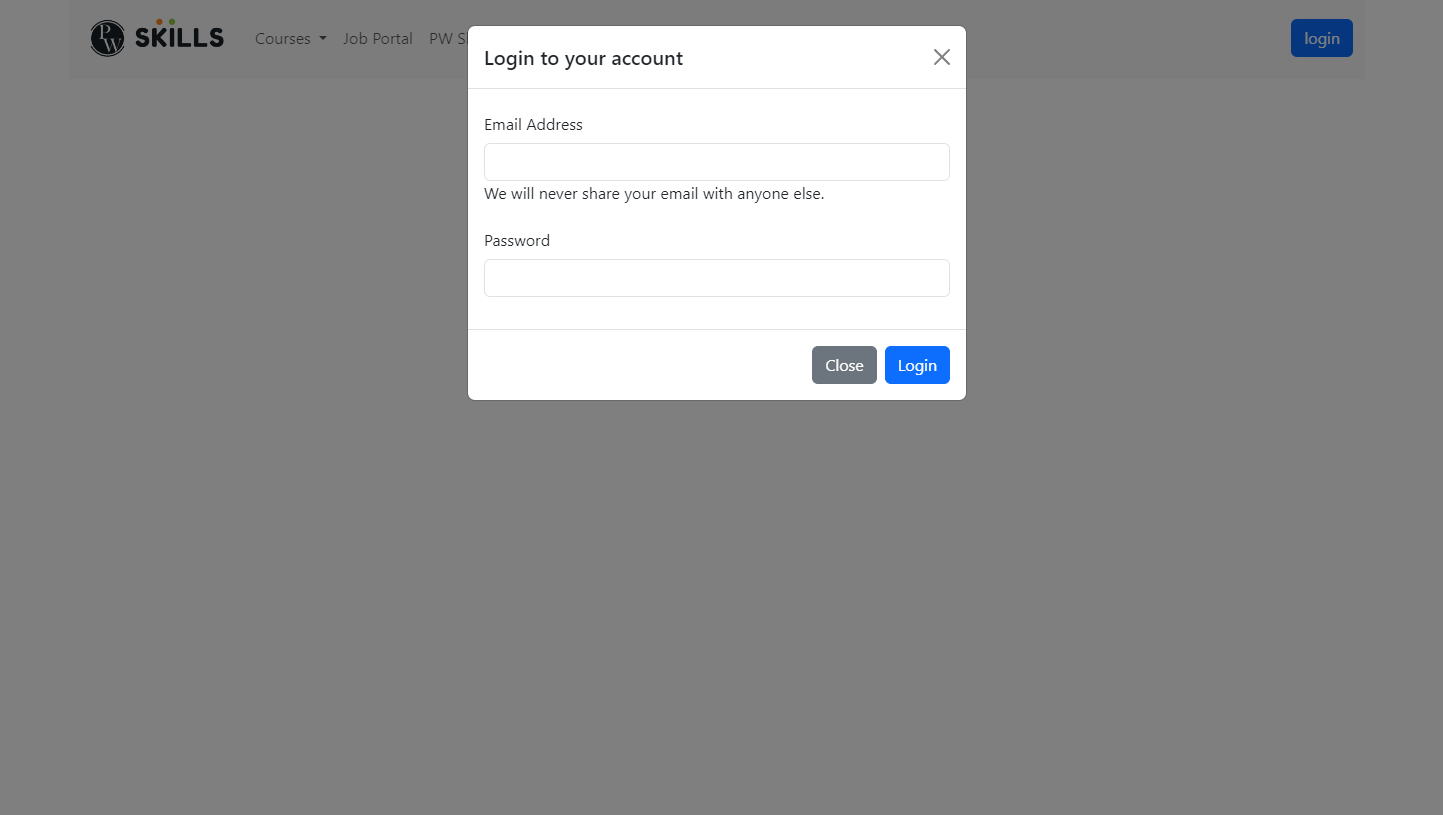 PW SKILLS
Courses
Job Portal
PW
login
Login to your account
Email Address
We will never share your email with anyone else.
Password
Close
Login